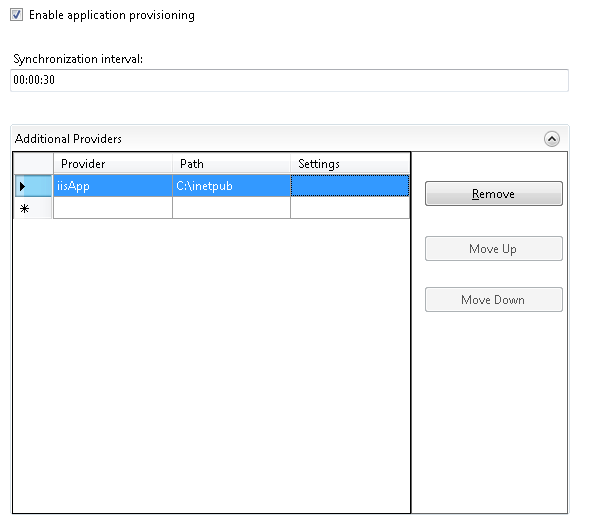 Enable application provisioning
Synchronization interval:
00:00:30
Additional Providers
Provider Path Settings
iisApp C:\inetpub
Remove
Move Up
Move Down